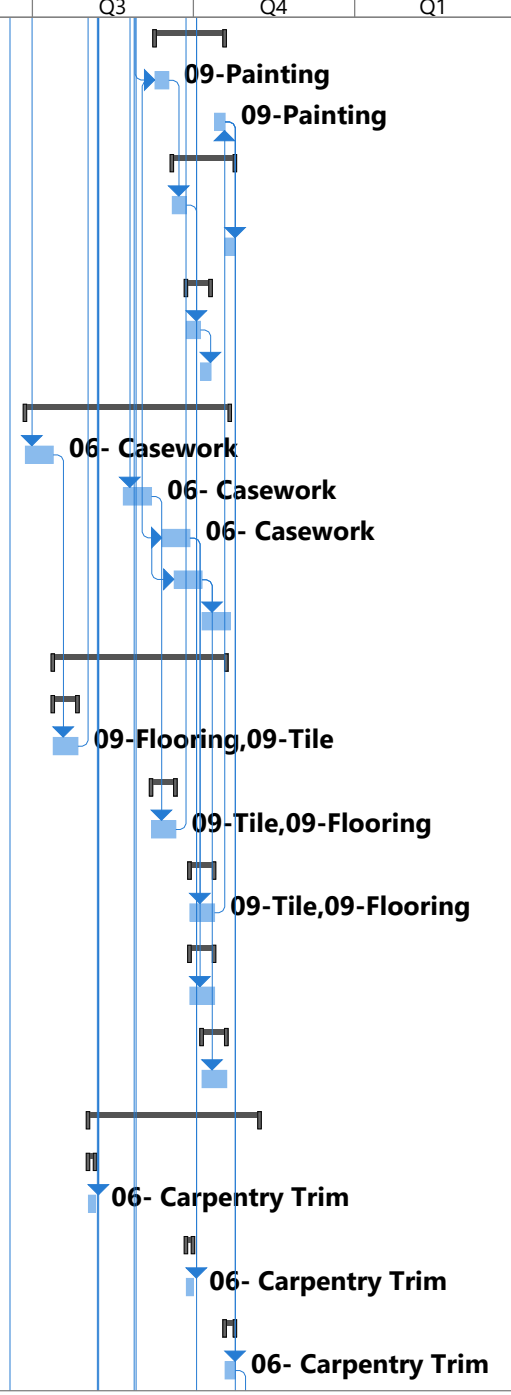 Q3 Q4 Q1
09-Painting
09-Painting
06- Casework
06- Casework
06- Casework
09-Flooring,09-Tile
09-Tile,09-Flooring
09-Tile,09-Flooring
06- Carpentry Trim
06- Carpentry Trim
06- Carpentry Trim